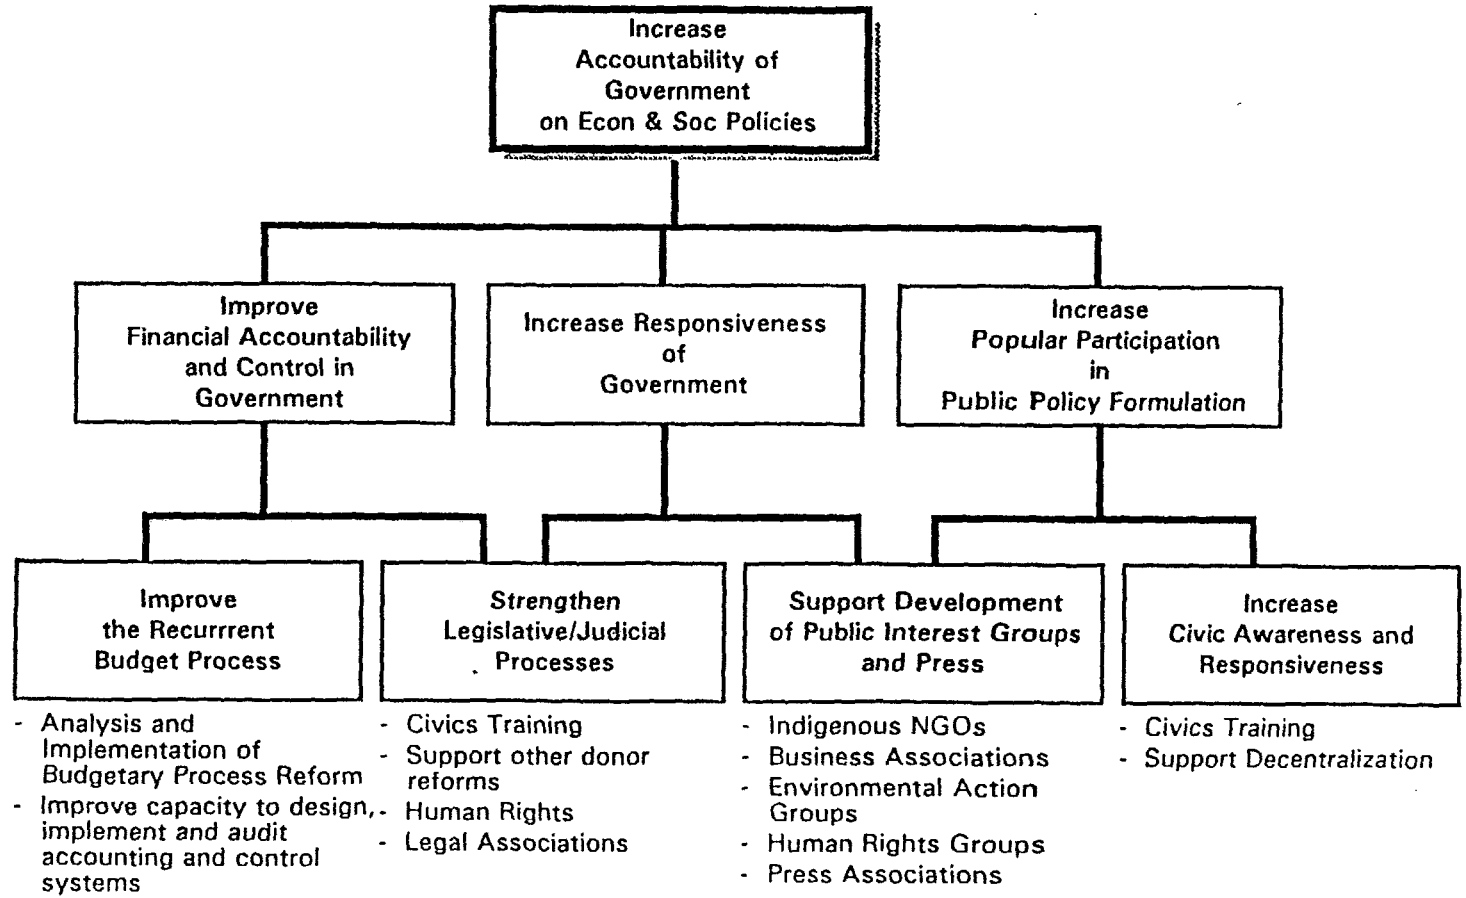 Increase
Accountability of
Government
on Econ & Soc Policies
Improve
Financial Accountability
and Control in
Government
Increase Responsiveness
of
Government
Increase
Popular Participation
in
Public Policy Formulation
Improve
the Recurrrent
Budget Process
Strengthen
Legislative/Judicial
Processes
Support Development
of Public Interest Groups
and Press
Increase
Civic Awareness and
Responsiveness
- Analysis and
Implementation of
Budgetary Process Reform
- Improve capacity to design,
implement and audit
accounting and control
systems
- Civics Training
- Support other donor
reforms
- Human Rights
- Legal Associations
- Indigenous NGOs
- Business Associations
- Environmental Action
Groups
- Human Rights Groups
- Press Associations
- Civics Training
- Support Decentralization